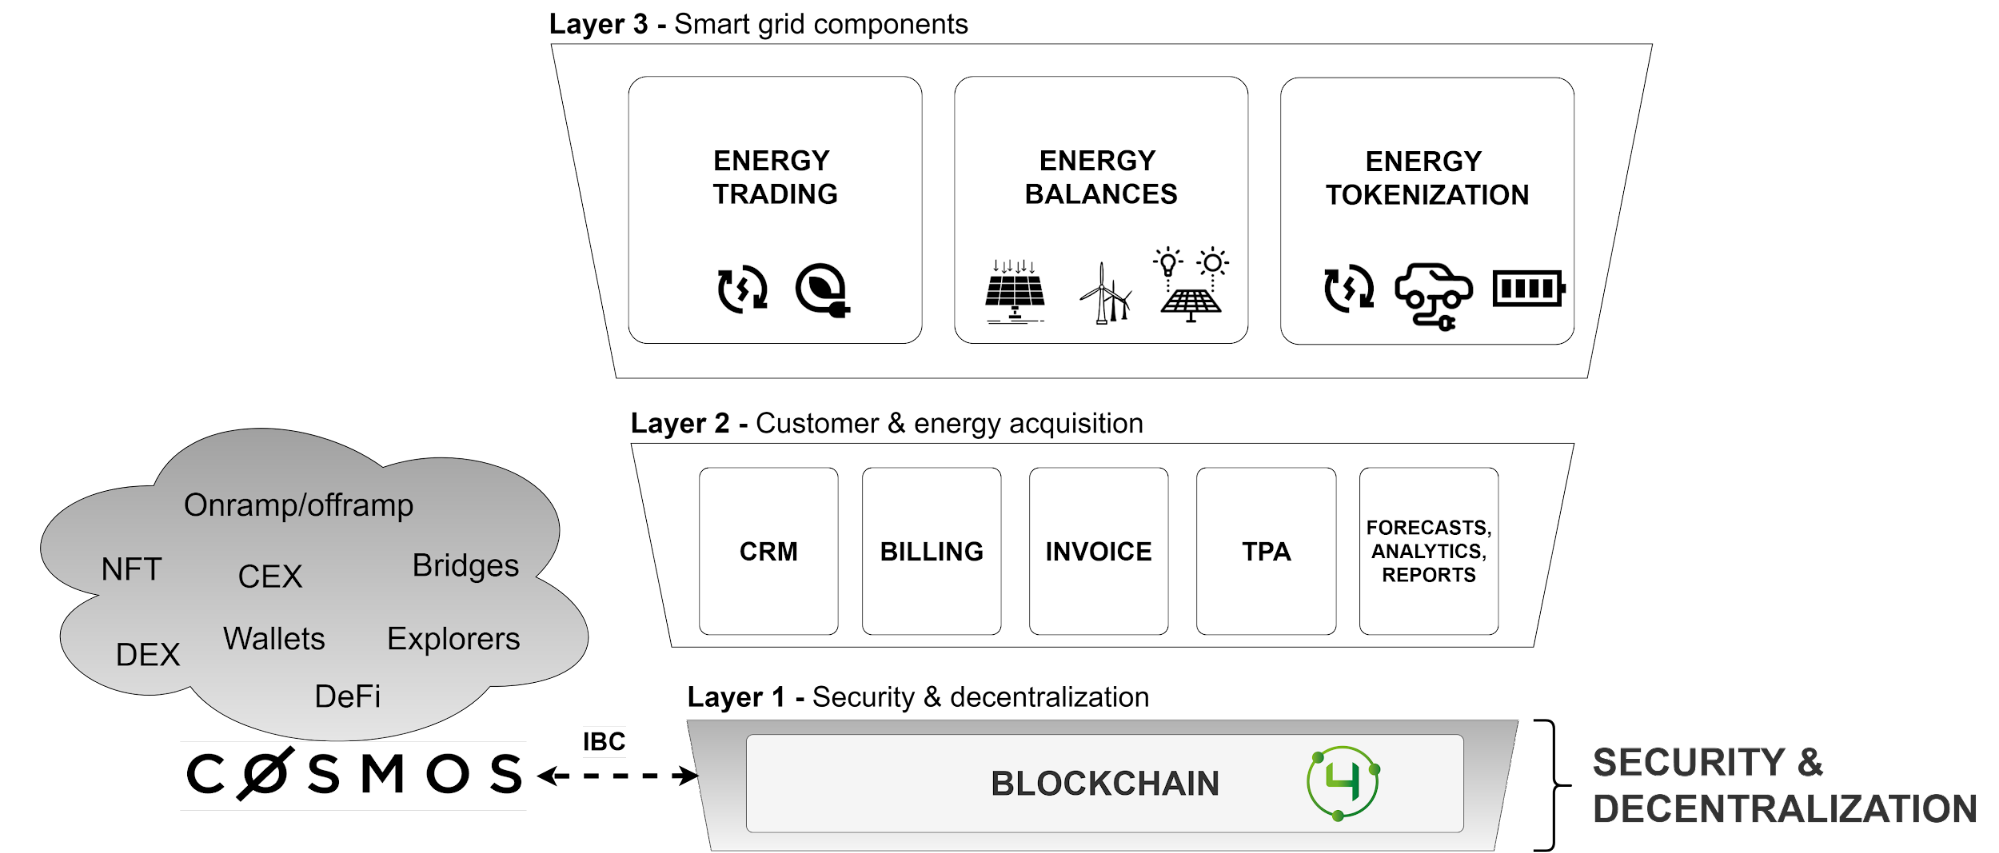 Layer 3 - Smart grid components
ENERGY
TRADING
ENERGY
BALANCES
ENERGY
TOKENIZATION
Layer 2 - Customer & energy acquisition
CRM
BILLING
INVOICE
TPA
FORECASTS,
ANALYTICS,
REPORTS
Onramp/offramp
NFT
CEX
Bridges
DEX
Wallets
Explorers
DeFi
COSMOS
IBC
Layer 1 - Security & decentralization
BLOCKCHAIN
4
SECURITY &
DECENTRALIZATION